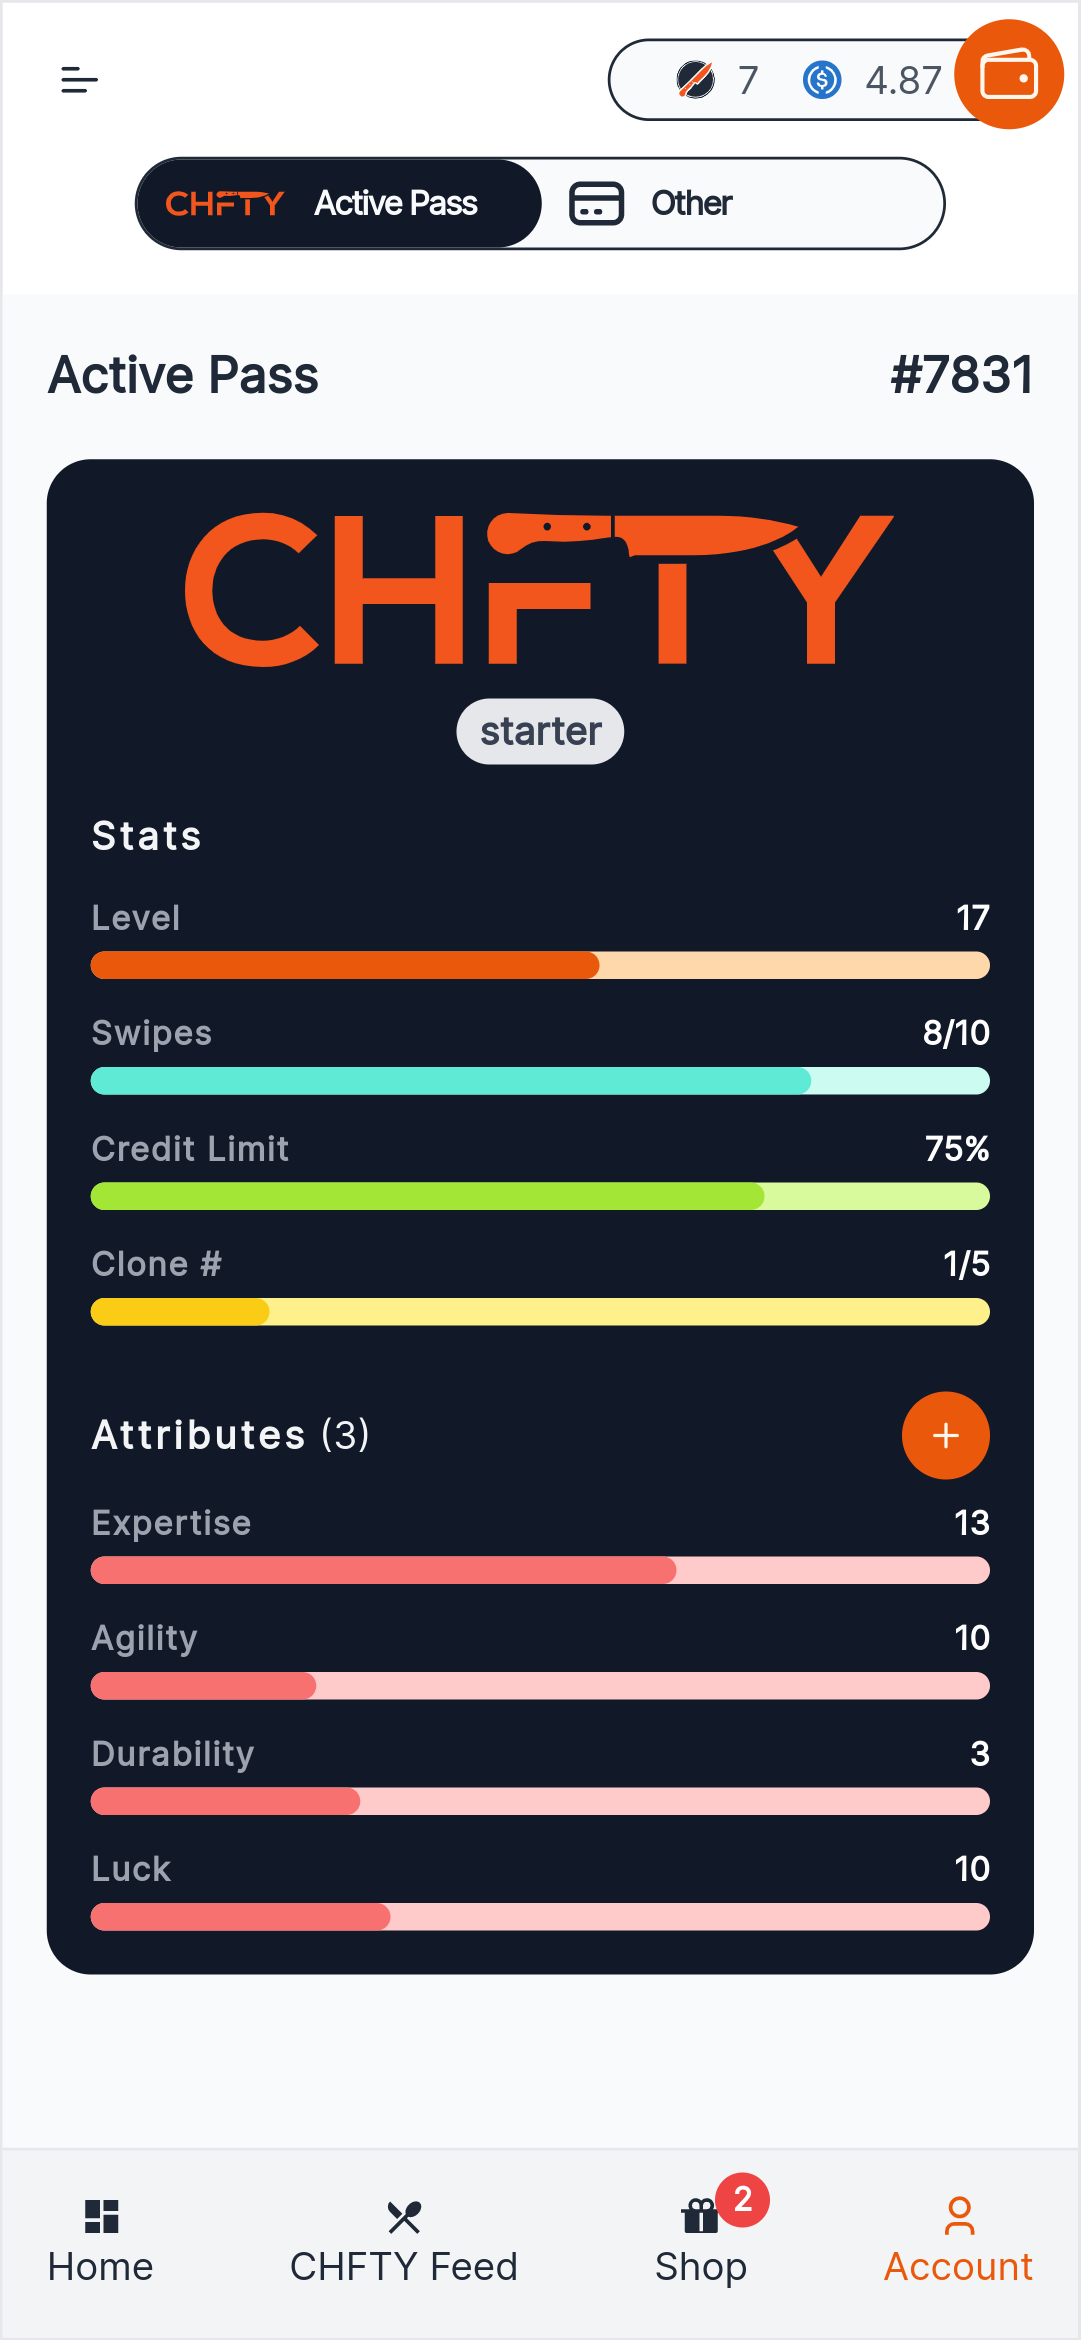 7 4.87
CHFTY Active Pass Other
Active Pass #7831
CHFTY
starter
Stats
Level 17
Swipes 8/10
Credit Limit 75%
Clone # 1/5
Attributes (3) +
Expertise 13
Agility 10
Durability 3
Luck 10
2
Home CHFTY Feed Shop Account